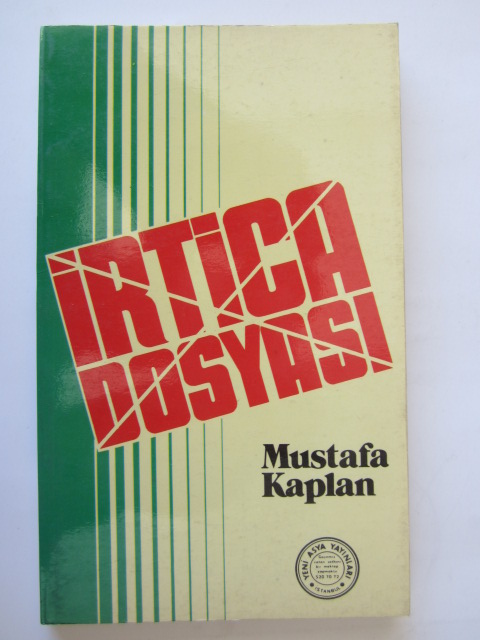 İRTİCA
DOSYASI
Mustafa
Kaplan
YENİ ASYA YAYINLARI
İSTANBUL